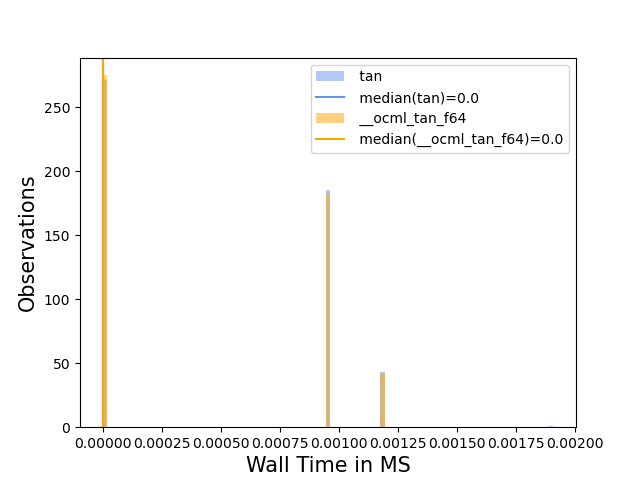 tan
median(tan)=0.0
__ocml_tan_f64
median(__ocml_tan_f64)=0.0
Observations
250
200
150
100
50
0
0.00000 0.00025 0.00050 0.00075 0.00100 0.00125 0.00150 0.00175 0.00200
Wall Time in MS